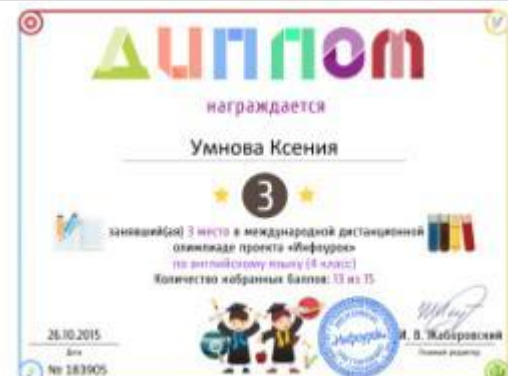 ДИПЛОМ
награждается
Умнова Ксения
3
занявший(ая) 3 место в международной дистанционной
олимпиаде проекта «Инфоурок»
по английскому языку (4 класс)
Количество набранных баллов: 13 из 15
26.10.2015
И. В. Жаборовский
Дата
Главный редактор
№ 183905
Инфоурок